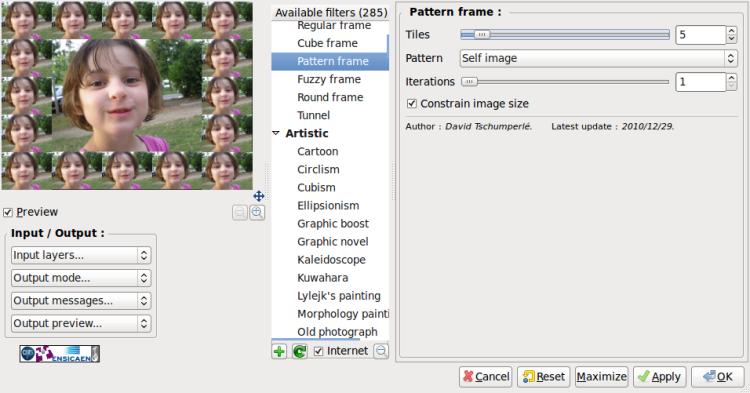 Preview
Input / Output :
Input layers...
Output mode...
Output messages...
Output preview...
ENSICAEN
Available filters (285)
Regular frame
Cube frame
Pattern frame
Fuzzy frame
Round frame
Tunnel
Artistic
Cartoon
Circlism
Cubism
Ellipsionism
Graphic boost
Graphic novel
Kaleidoscope
Kuwahara
Lylejk's painting
Morphology painti
Old photograph
Internet
Pattern frame :
Tiles 5
Pattern Self image
Iterations 1
Constrain image size
Author : David Tschumperlé. Latest update : 2010/12/29.
Cancel Reset Maximize Apply OK